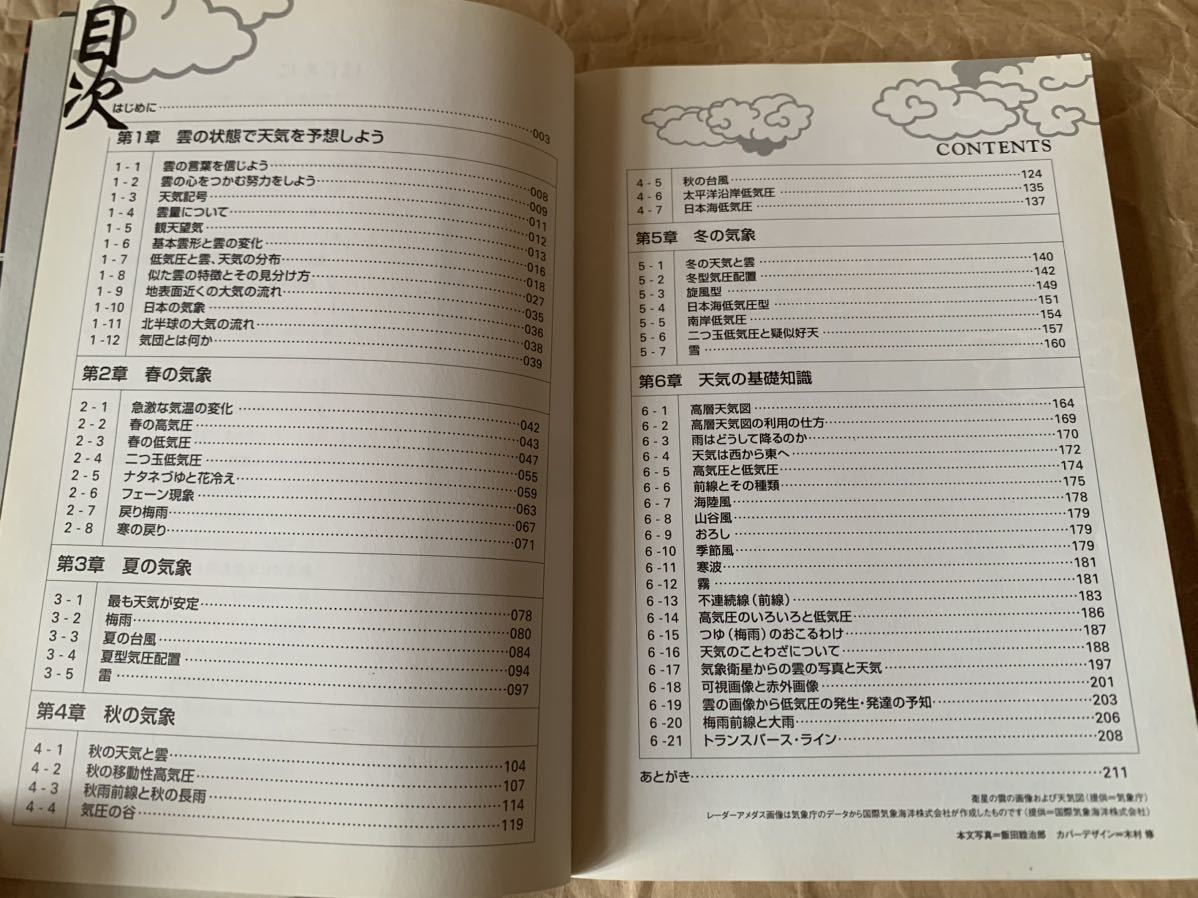 目次
はじめに……003
第1章 雲の状態で天気を予想しよう
1-1 雲の言葉を信じよう……008
1-2 雲の心をつかむ努力をしよう……009
1-3 天気記号……011
1-4 雲量について……012
1-5 観天望気……013
1-6 基本雲形と雲の変化……016
1-7 低気圧と雲、天気の分布……018
1-8 似た雲の特徴とその見分け方……027
1-9 地表面近くの大気の流れ……035
1-10 日本の気象……036
1-11 北半球の大気の流れ……038
1-12 気団とは何か……039
第2章 春の気象
2-1 急激な気温の変化……042
2-2 春の高気圧……043
2-3 春の低気圧……047
2-4 二つ玉低気圧……055
2-5 ナタネづゆと花冷え……059
2-6 フェーン現象……063
2-7 戻り梅雨……067
2-8 寒の戻り……071
第3章 夏の気象
3-1 最も天気が安定……078
3-2 梅雨……080
3-3 夏の台風……084
3-4 夏型気圧配置……094
3-5 雷……097
第4章 秋の気象
4-1 秋の天気と雲……104
4-2 秋の移動性高気圧……107
4-3 秋雨前線と秋の長雨……114
4-4 気圧の谷……119
CONTENTS
4-5 秋の台風……124
4-6 太平洋沿岸低気圧……135
4-7 日本海低気圧……137
第5章 冬の気象
5-1 冬の天気と雲……140
5-2 冬型気圧配置……142
5-3 旋風型……149
5-4 日本海低気圧型……151
5-5 南岸低気圧……154
5-6 二つ玉低気圧と疑似好天……157
5-7 雪……160
第6章 天気の基礎知識
6-1 高層天気図……164
6-2 高層天気図の利用の仕方……169
6-3 雨はどうして降るのか……170
6-4 天気は西から東へ……172
6-5 高気圧と低気圧……174
6-6 前線とその種類……175
6-7 海陸風……178
6-8 山谷風……179
6-9 おろし……179
6-10 季節風……179
6-11 寒波……181
6-12 霧……181
6-13 不連続線(前線)……183
6-14 高気圧のいろいろと低気圧……186
6-15 つゆ(梅雨)のおこるわけ……187
6-16 天気のことわざについて……188
6-17 気象衛星からの雲の写真と天気……197
6-18 可視画像と赤外画像……201
6-19 雲の画像から低気圧の発生・発達の予知……203
6-20 梅雨前線と大雨……206
6-21 トランスバース・ライン……208
あとがき……211
衛星の雲の画像および天気図(提供=気象庁)
レーダーアメダス画像は気象庁のデータから国際気象海洋株式会社が作成したものです(提供=国際気象海洋株式会社)
本文写真=飯田睦治郎 カバーデザイン=木村 修